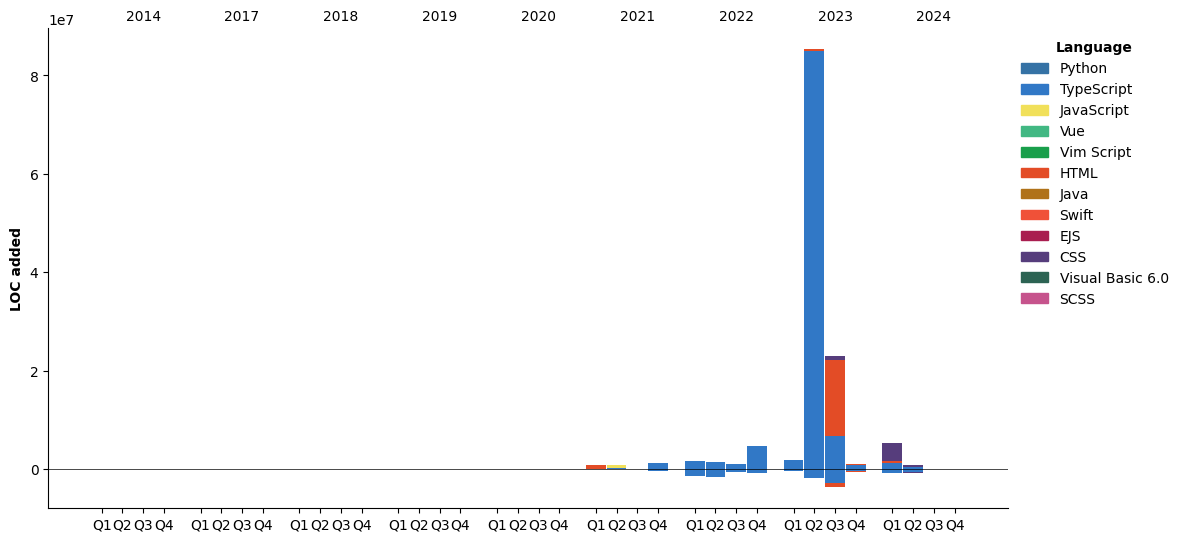 2014 2017 2018 2019 2020 2021 2022 2023 2024
1e7
8
6
4
2
0
LOC added
Q1 Q2 Q3 Q4 Q1 Q2 Q3 Q4 Q1 Q2 Q3 Q4 Q1 Q2 Q3 Q4 Q1 Q2 Q3 Q4 Q1 Q2 Q3 Q4 Q1 Q2 Q3 Q4 Q1 Q2 Q3 Q4 Q1 Q2 Q3 Q4
Language
Python
TypeScript
JavaScript
Vue
Vim Script
HTML
Java
Swift
EJS
CSS
Visual Basic 6.0
SCSS